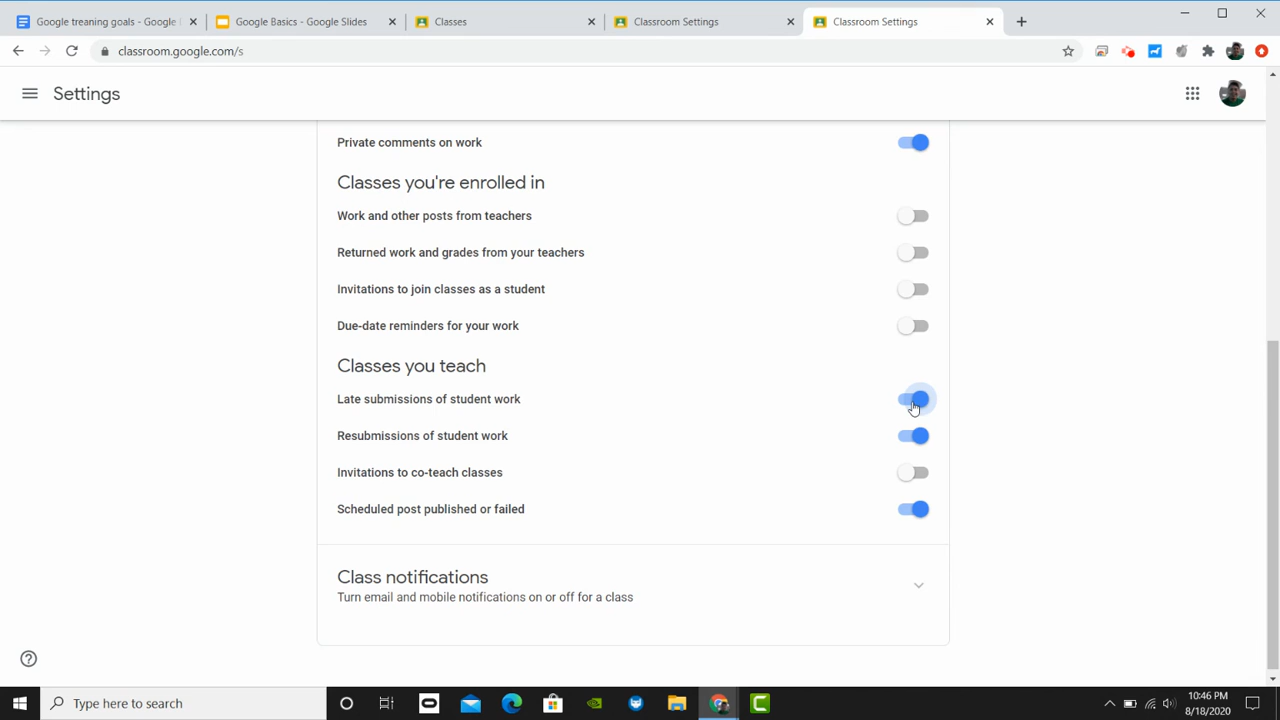 Google treaning goals - Google
Google Basics - Google Slides
Classes
Classroom Settings
Classroom Settings
classroom.google.com/s
Settings
Private comments on work
Classes you're enrolled in
Work and other posts from teachers
Returned work and grades from your teachers
Invitations to join classes as a student
Due-date reminders for your work
Classes you teach
Late submissions of student work
Resubmissions of student work
Invitations to co-teach classes
Scheduled post published or failed
Class notifications
Turn email and mobile notifications on or off for a class
Type here to search
10:46 PM
8/18/2020